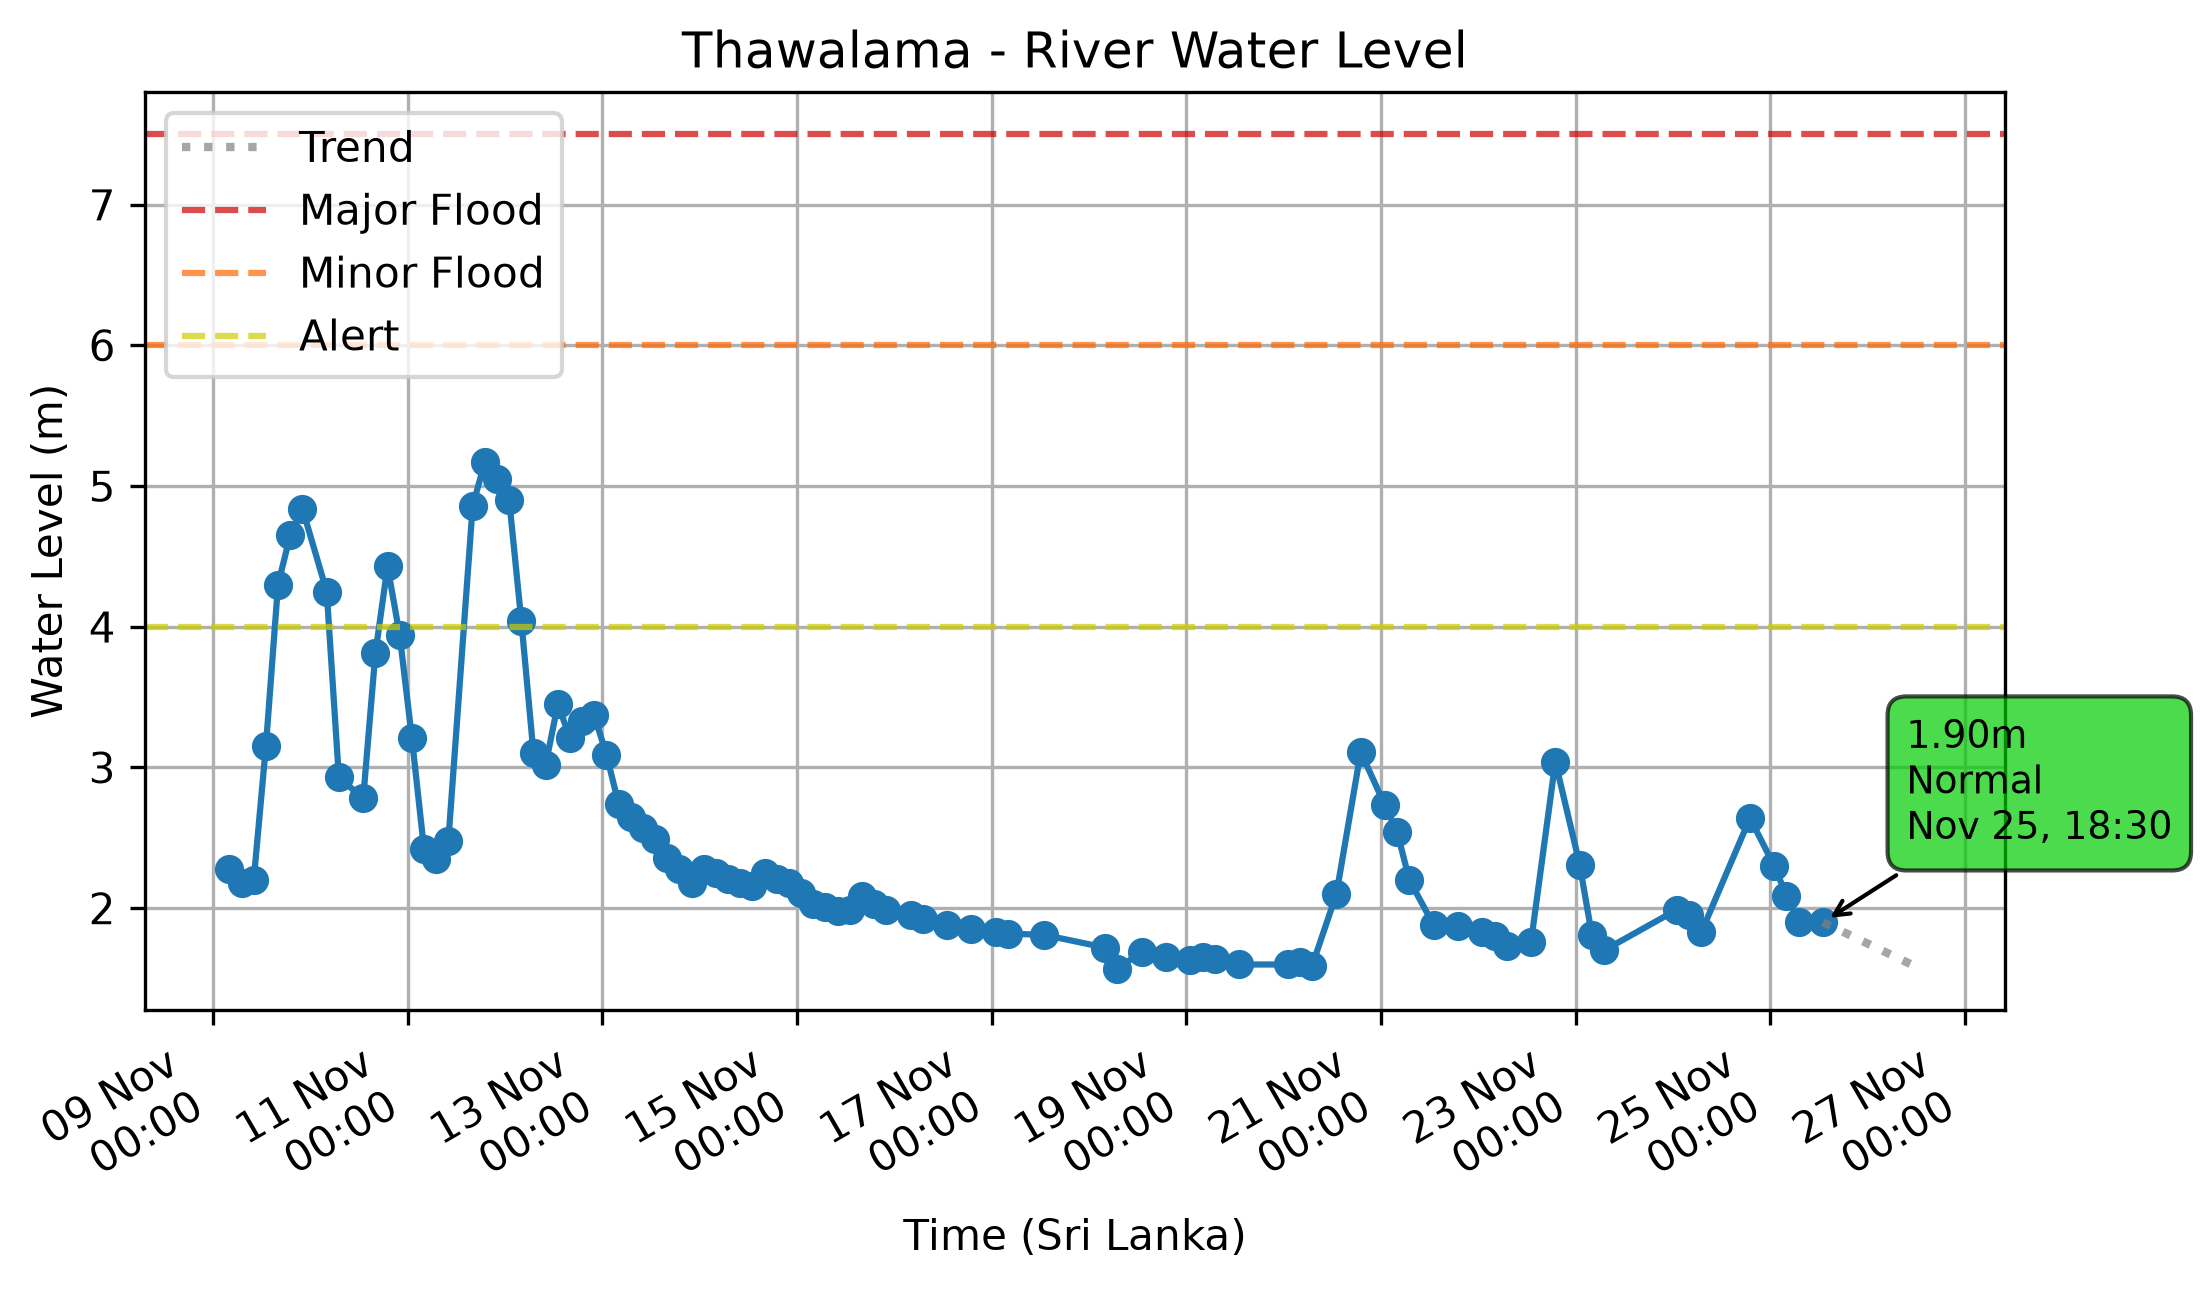 Thawalama - River Water Level
Trend
Major Flood
Minor Flood
Alert
7
6
5
4
3
2
Water Level (m)
1.90m
Normal
Nov 25, 18:30
09 Nov
00:00
11 Nov
00:00
13 Nov
00:00
15 Nov
00:00
17 Nov
00:00
19 Nov
00:00
21 Nov
00:00
23 Nov
00:00
25 Nov
00:00
27 Nov
00:00
Time (Sri Lanka)